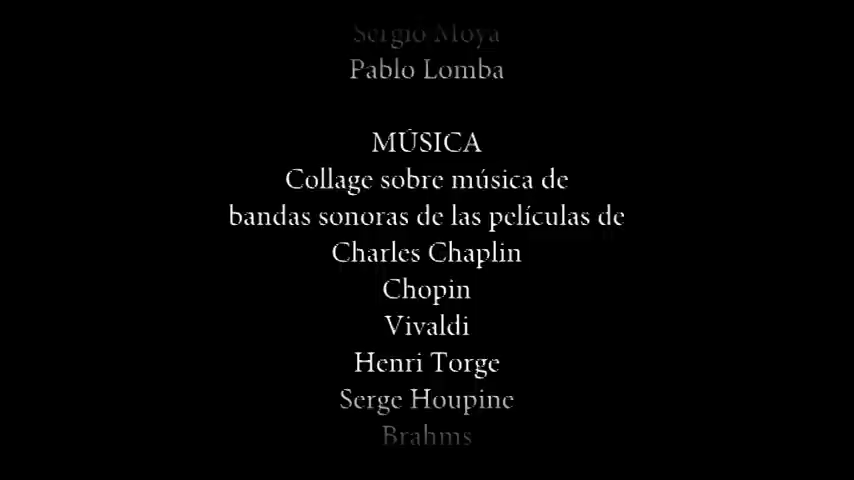 Sergio Moya
Pablo Lomba
MÚSICA
Collage sobre música de
bandas sonoras de las películas de
Charles Chaplin
Chopin
Vivaldi
Henri Torge
Serge Houpine
Brahms